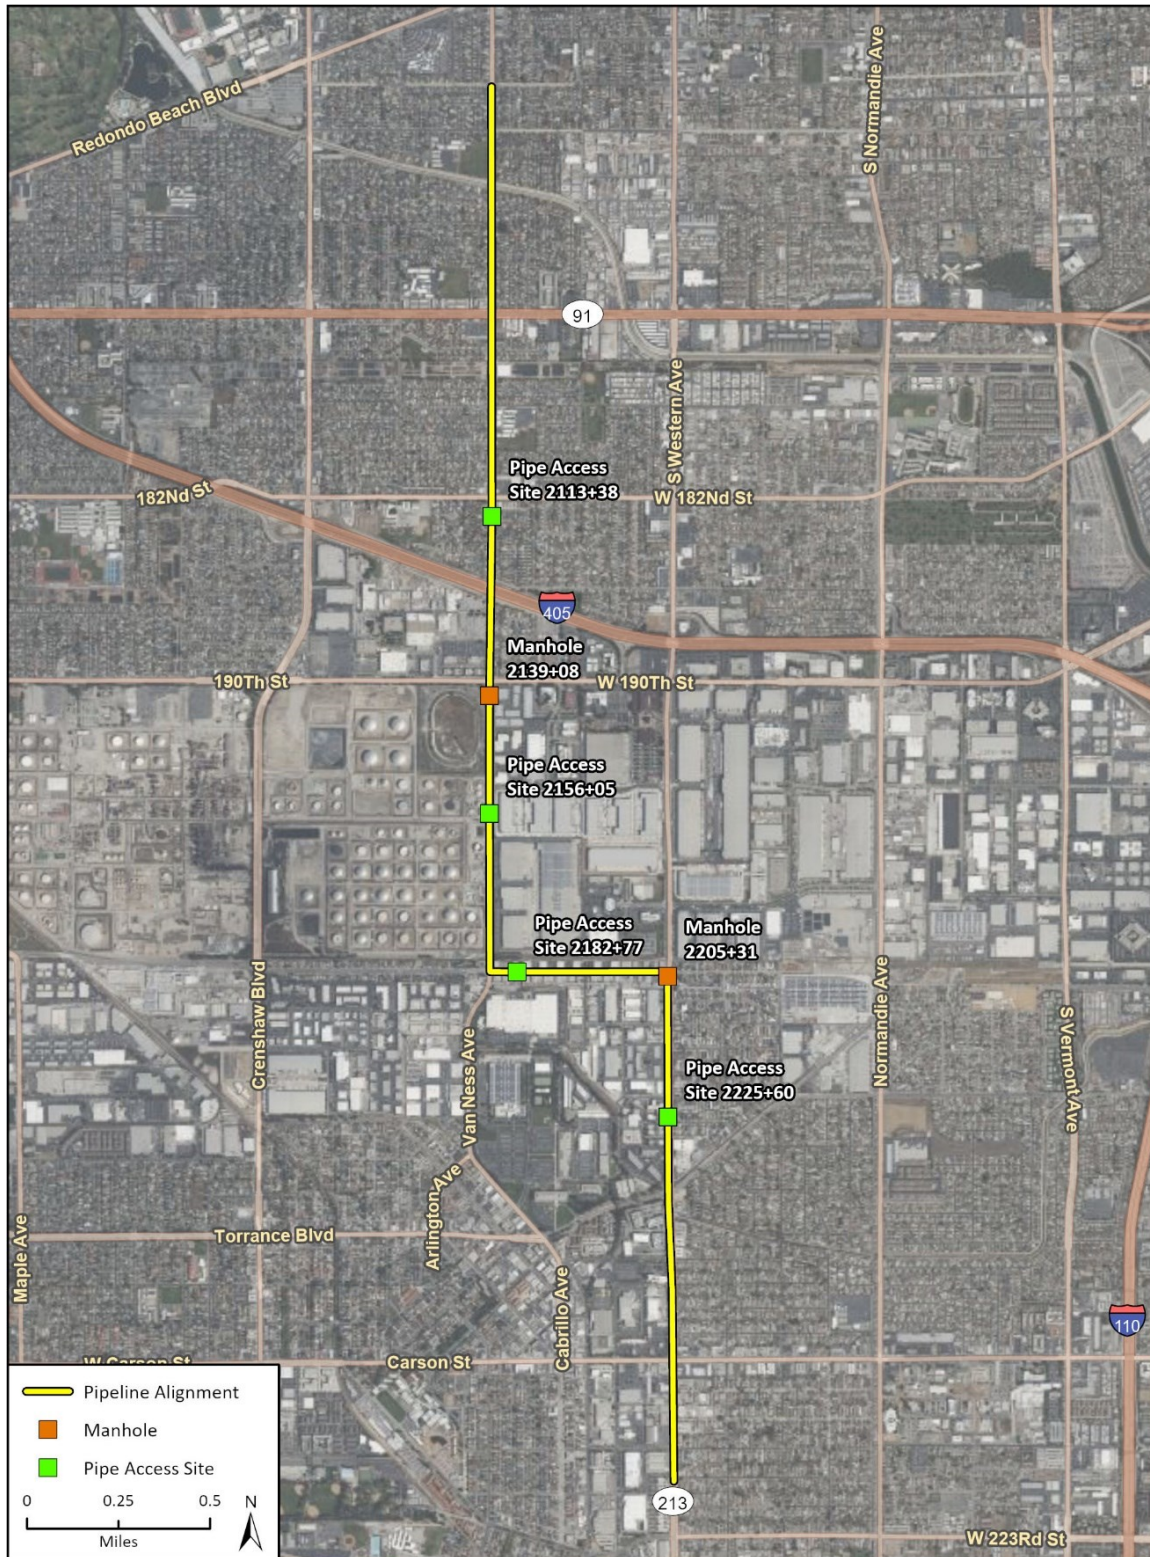 Redondo Beach Blvd
S Normandie Ave
91
S Western Ave
Pipe Access
Site 2113+38
182Nd St
W 182Nd St
405
Manhole
2139+08
190Th St
W 190Th St
Pipe Access
Site 2156+05
Pipe Access
Site 2182+77
Manhole
2205+31
Crenshaw Blvd
Van Ness Ave
Normandie Ave
S Vermont Ave
Pipe Access
Site 2225+60
Arlington Ave
Torrance Blvd
Maple Ave
Cabrillo Ave
110
W Carson St
Carson St
Pipeline Alignment
Manhole
Pipe Access Site
0 0.25 0.5
Miles
N
213
W 223Rd St